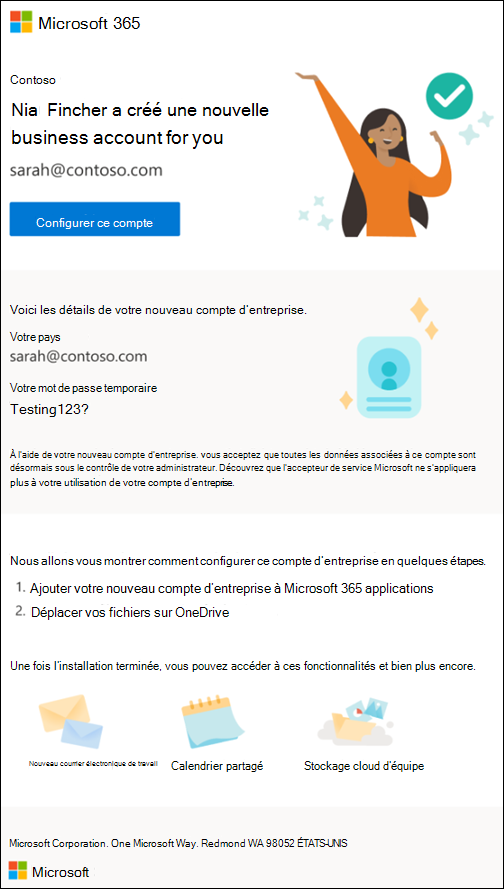 Microsoft 365
Contoso
Nia Fincher a créé une nouvelle
business account for you
sarah@contoso.com
Configurer ce compte
Voici les détails de votre nouveau compte d'entreprise.
Votre pays
sarah@contoso.com
Votre mot de passe temporaire
Testing123?
À l'aide de votre nouveau compte d'entreprise. vous acceptez que toutes les données associées à ce compte sont
désormais sous le contrôle de votre administrateur. Découvrez que l'accepteur de service Microsoft ne s'appliquera
plus à votre utilisation de votre compte d'entreprise.
Nous allons vous montrer comment configurer ce compte d'entreprise en quelques étapes.
1. Ajouter votre nouveau compte d'entreprise à Microsoft 365 applications
2. Déplacer vos fichiers sur OneDrive
Une fois l'installation terminée, vous pouvez accéder à ces fonctionnalités et bien plus encore.
Nouveau courrier électronique de travail
Calendrier partagé
Stockage cloud d'équipe
Microsoft Corporation. One Microsoft Way. Redmond WA 98052 ÉTATS-UNIS
Microsoft